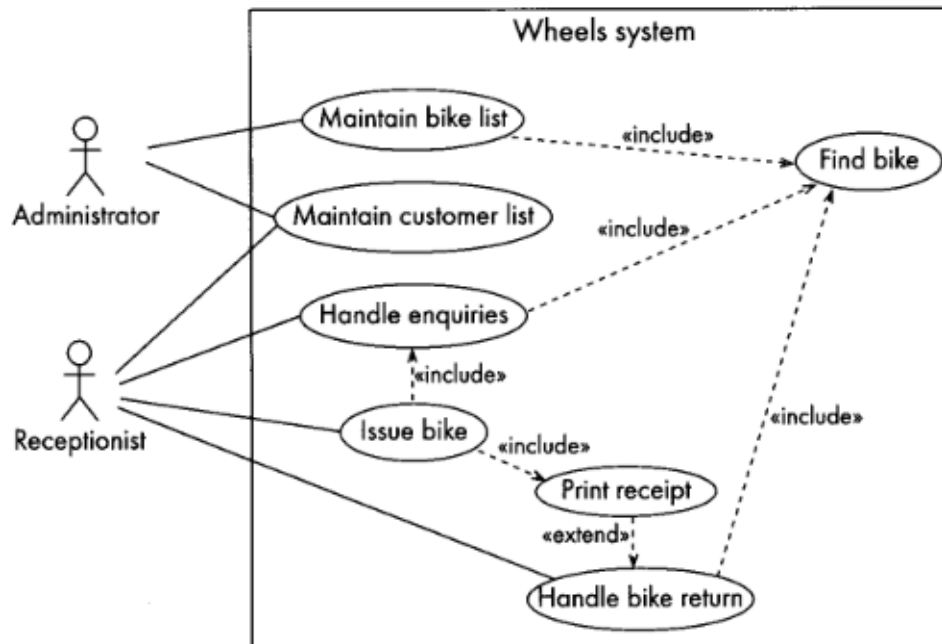 Wheels system
Maintain bike list
«include»
Find bike
Administrator
Maintain customer list
«include»
Handle enquiries
«include»
«include»
Receptionist
Issue bike
«include»
Print receipt
«extend»
Handle bike return